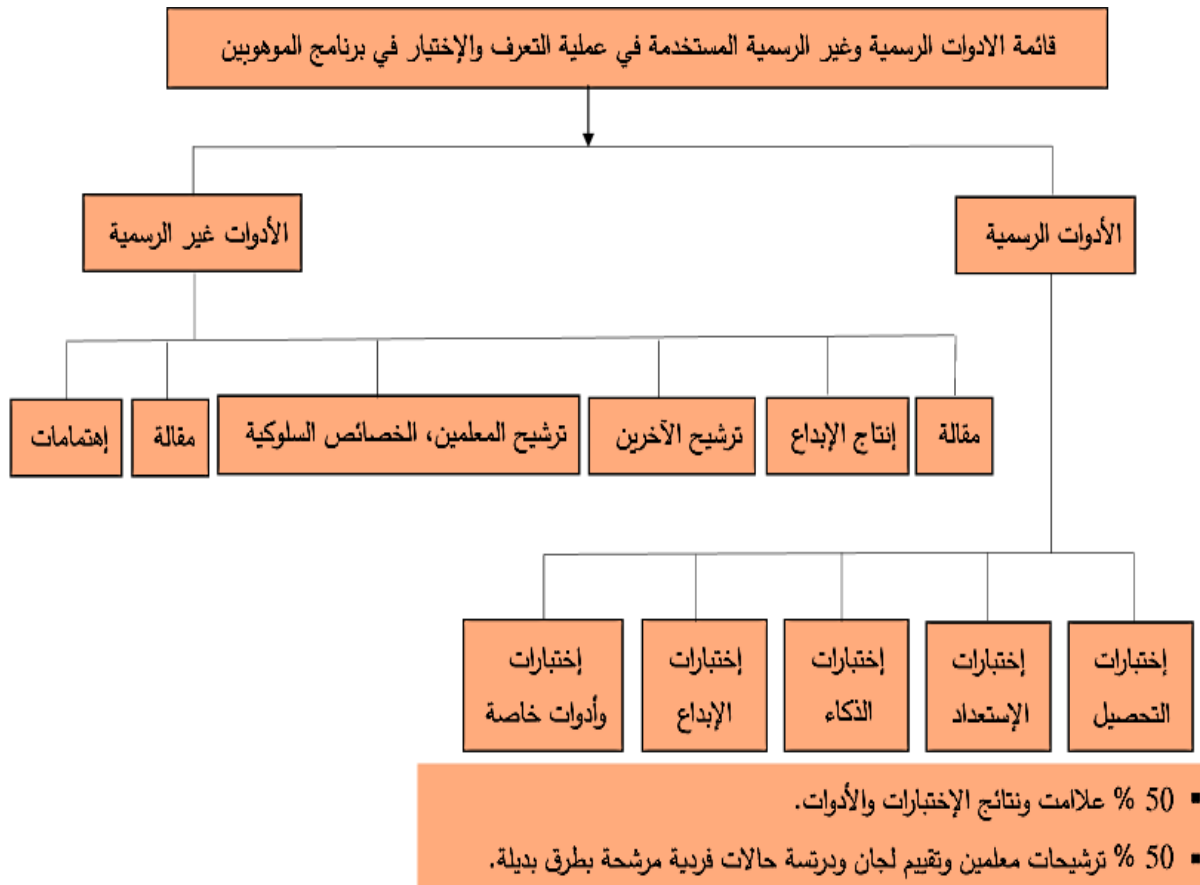 قائمة الادوات الرسمية وغير الرسمية المستخدمة في عملية التعرف والإختيار في برنامج الموهوبين
الأدوات الرسمية
الأدوات غير الرسمية
مقالة
إنتاج الإبداع
ترشيح الآخرين
ترشيح المعلمين، الخصائص السلوكية
مقالة
إهتمامات
إختبارات
التحصيل
إختبارات
الإستعداد
إختبارات
الذكاء
إختبارات
الإبداع
إختبارات
وأدوات خاصة
▪ 50 % علاامت ونتائج الإختبارات والأدوات.
▪ 50 % ترشيحات معلمين وتقييم لجان ودرتسة حالات فردية مرشحة بطرق بديلة.